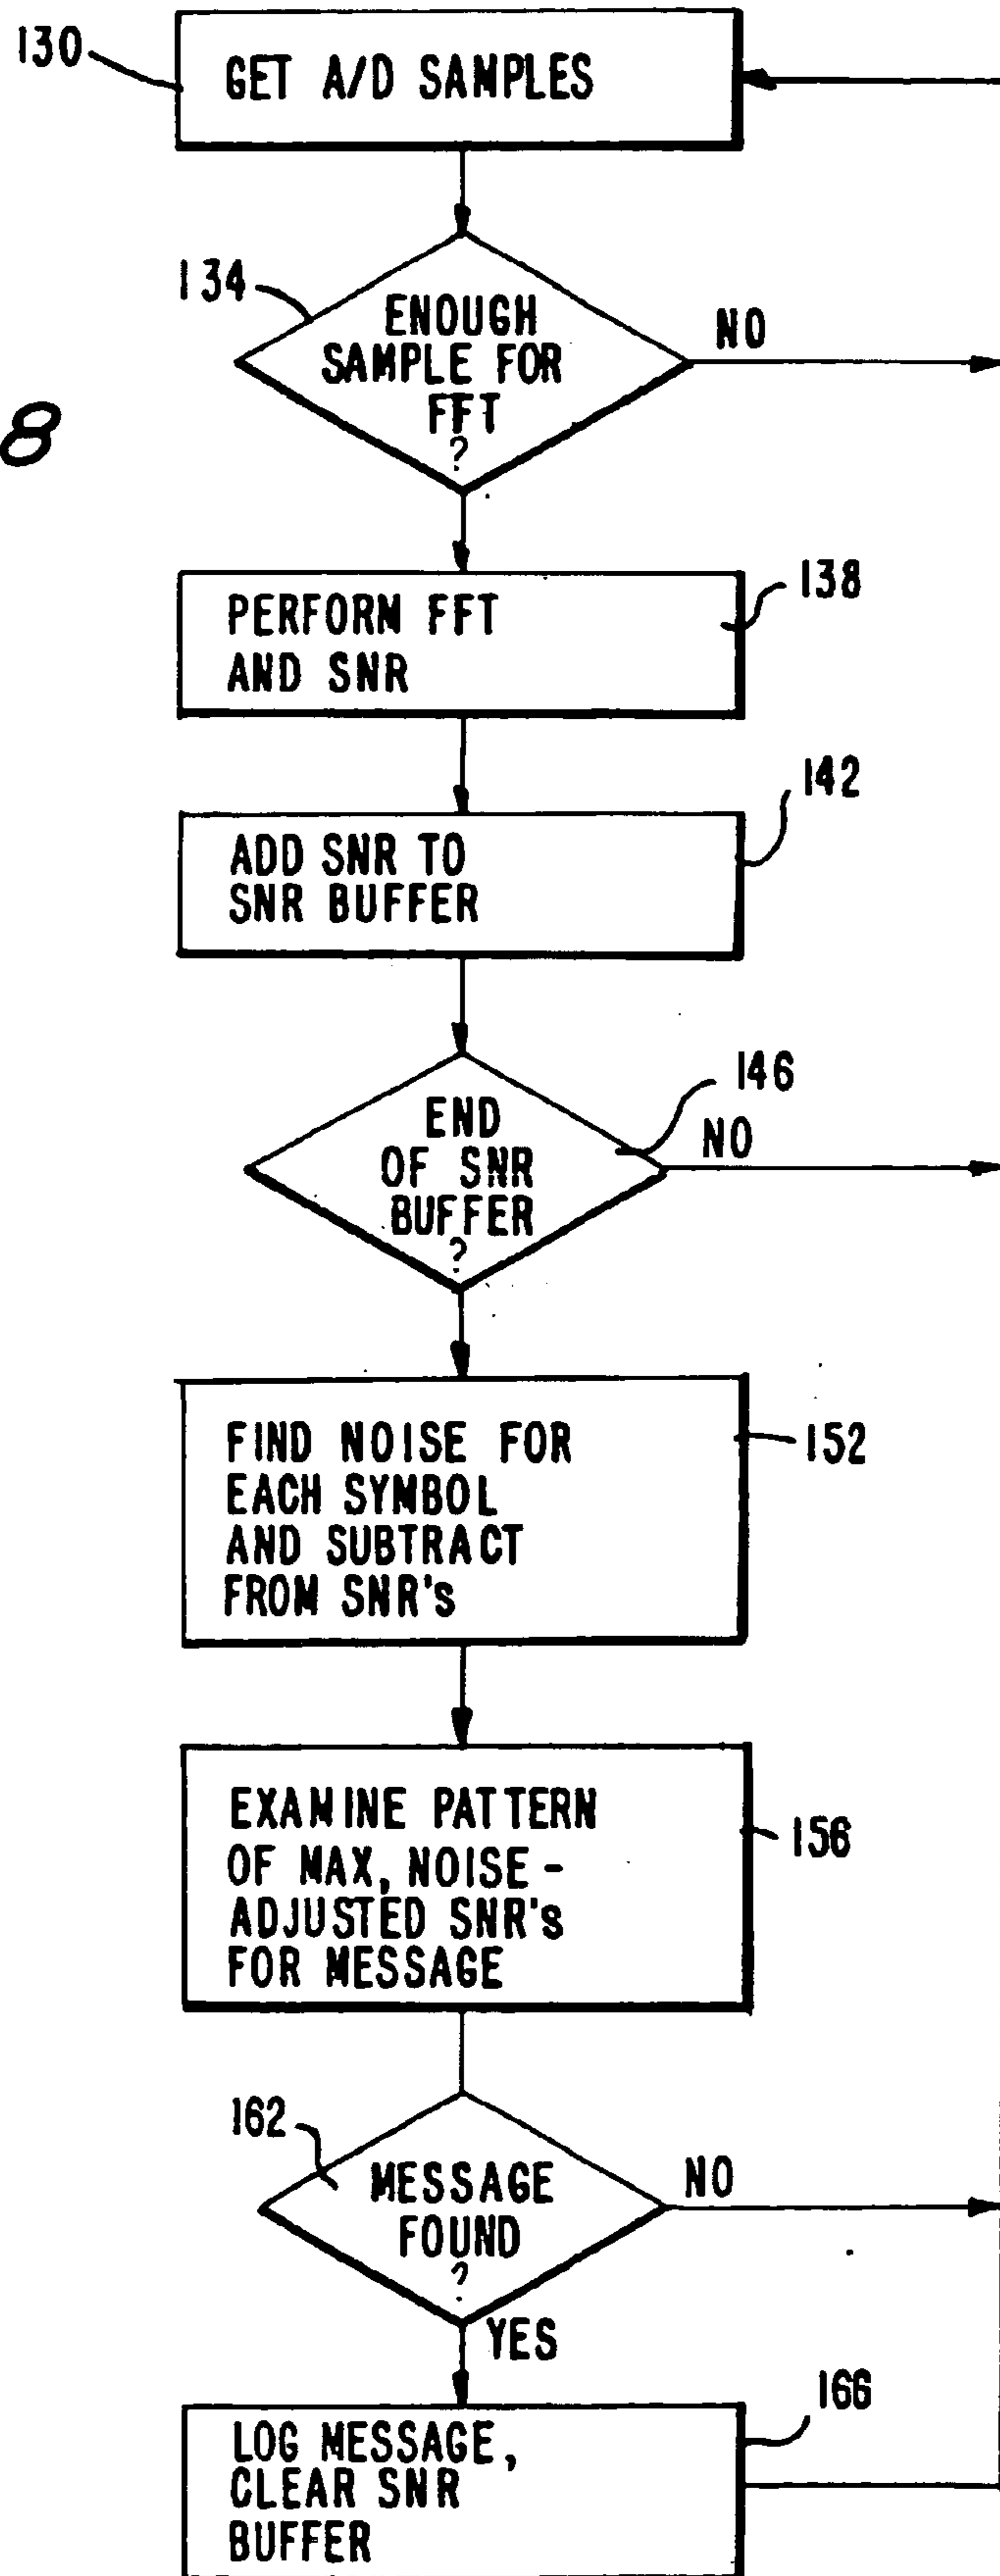 130
GET A/D SAMPLES
134
ENOUGH
SAMPLE FOR
FFT
?
NO
8
138
PERFORM FFT
AND SNR
142
ADD SNR TO
SNR BUFFER
146
END
OF SNR
BUFFER
?
NO
FIND NOISE FOR
EACH SYMBOL
AND SUBTRACT
FROM SNR's
152
EXAMINE PATTERN
OF MAX, NOISE-
ADJUSTED SNR's
FOR MESSAGE
156
162
MESSAGE
FOUND
?
NO
YES
166
LOG MESSAGE,
CLEAR SNR
BUFFER